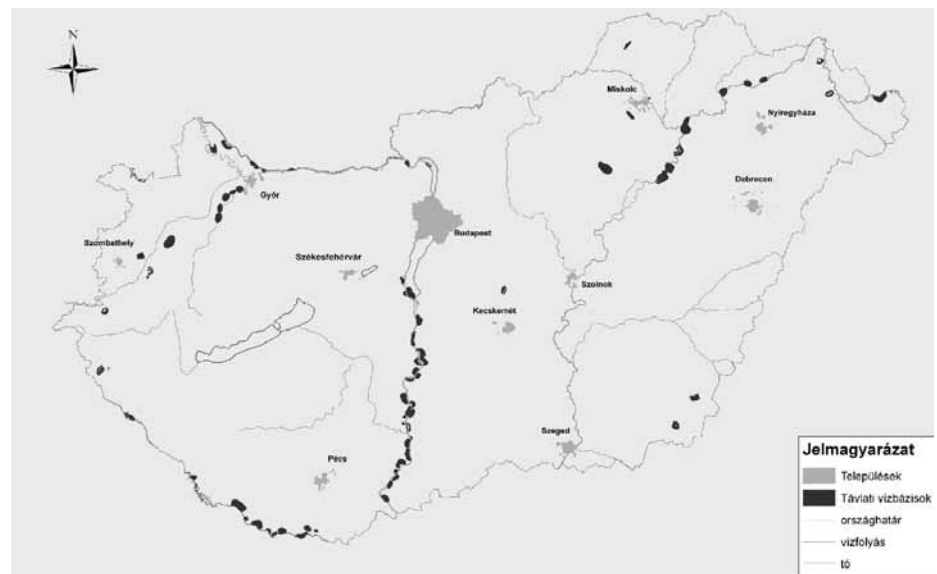 N
Miskolc
Nyíregyháza
Debrecen
Győr
Budapest
Szombathely
Székesfehérvár
Szolnok
Kecskemét
Szeged
Pécs
Jelmagyarázat
Települések
Távlati vízbázisok
országhatár
vízfolyás
tó